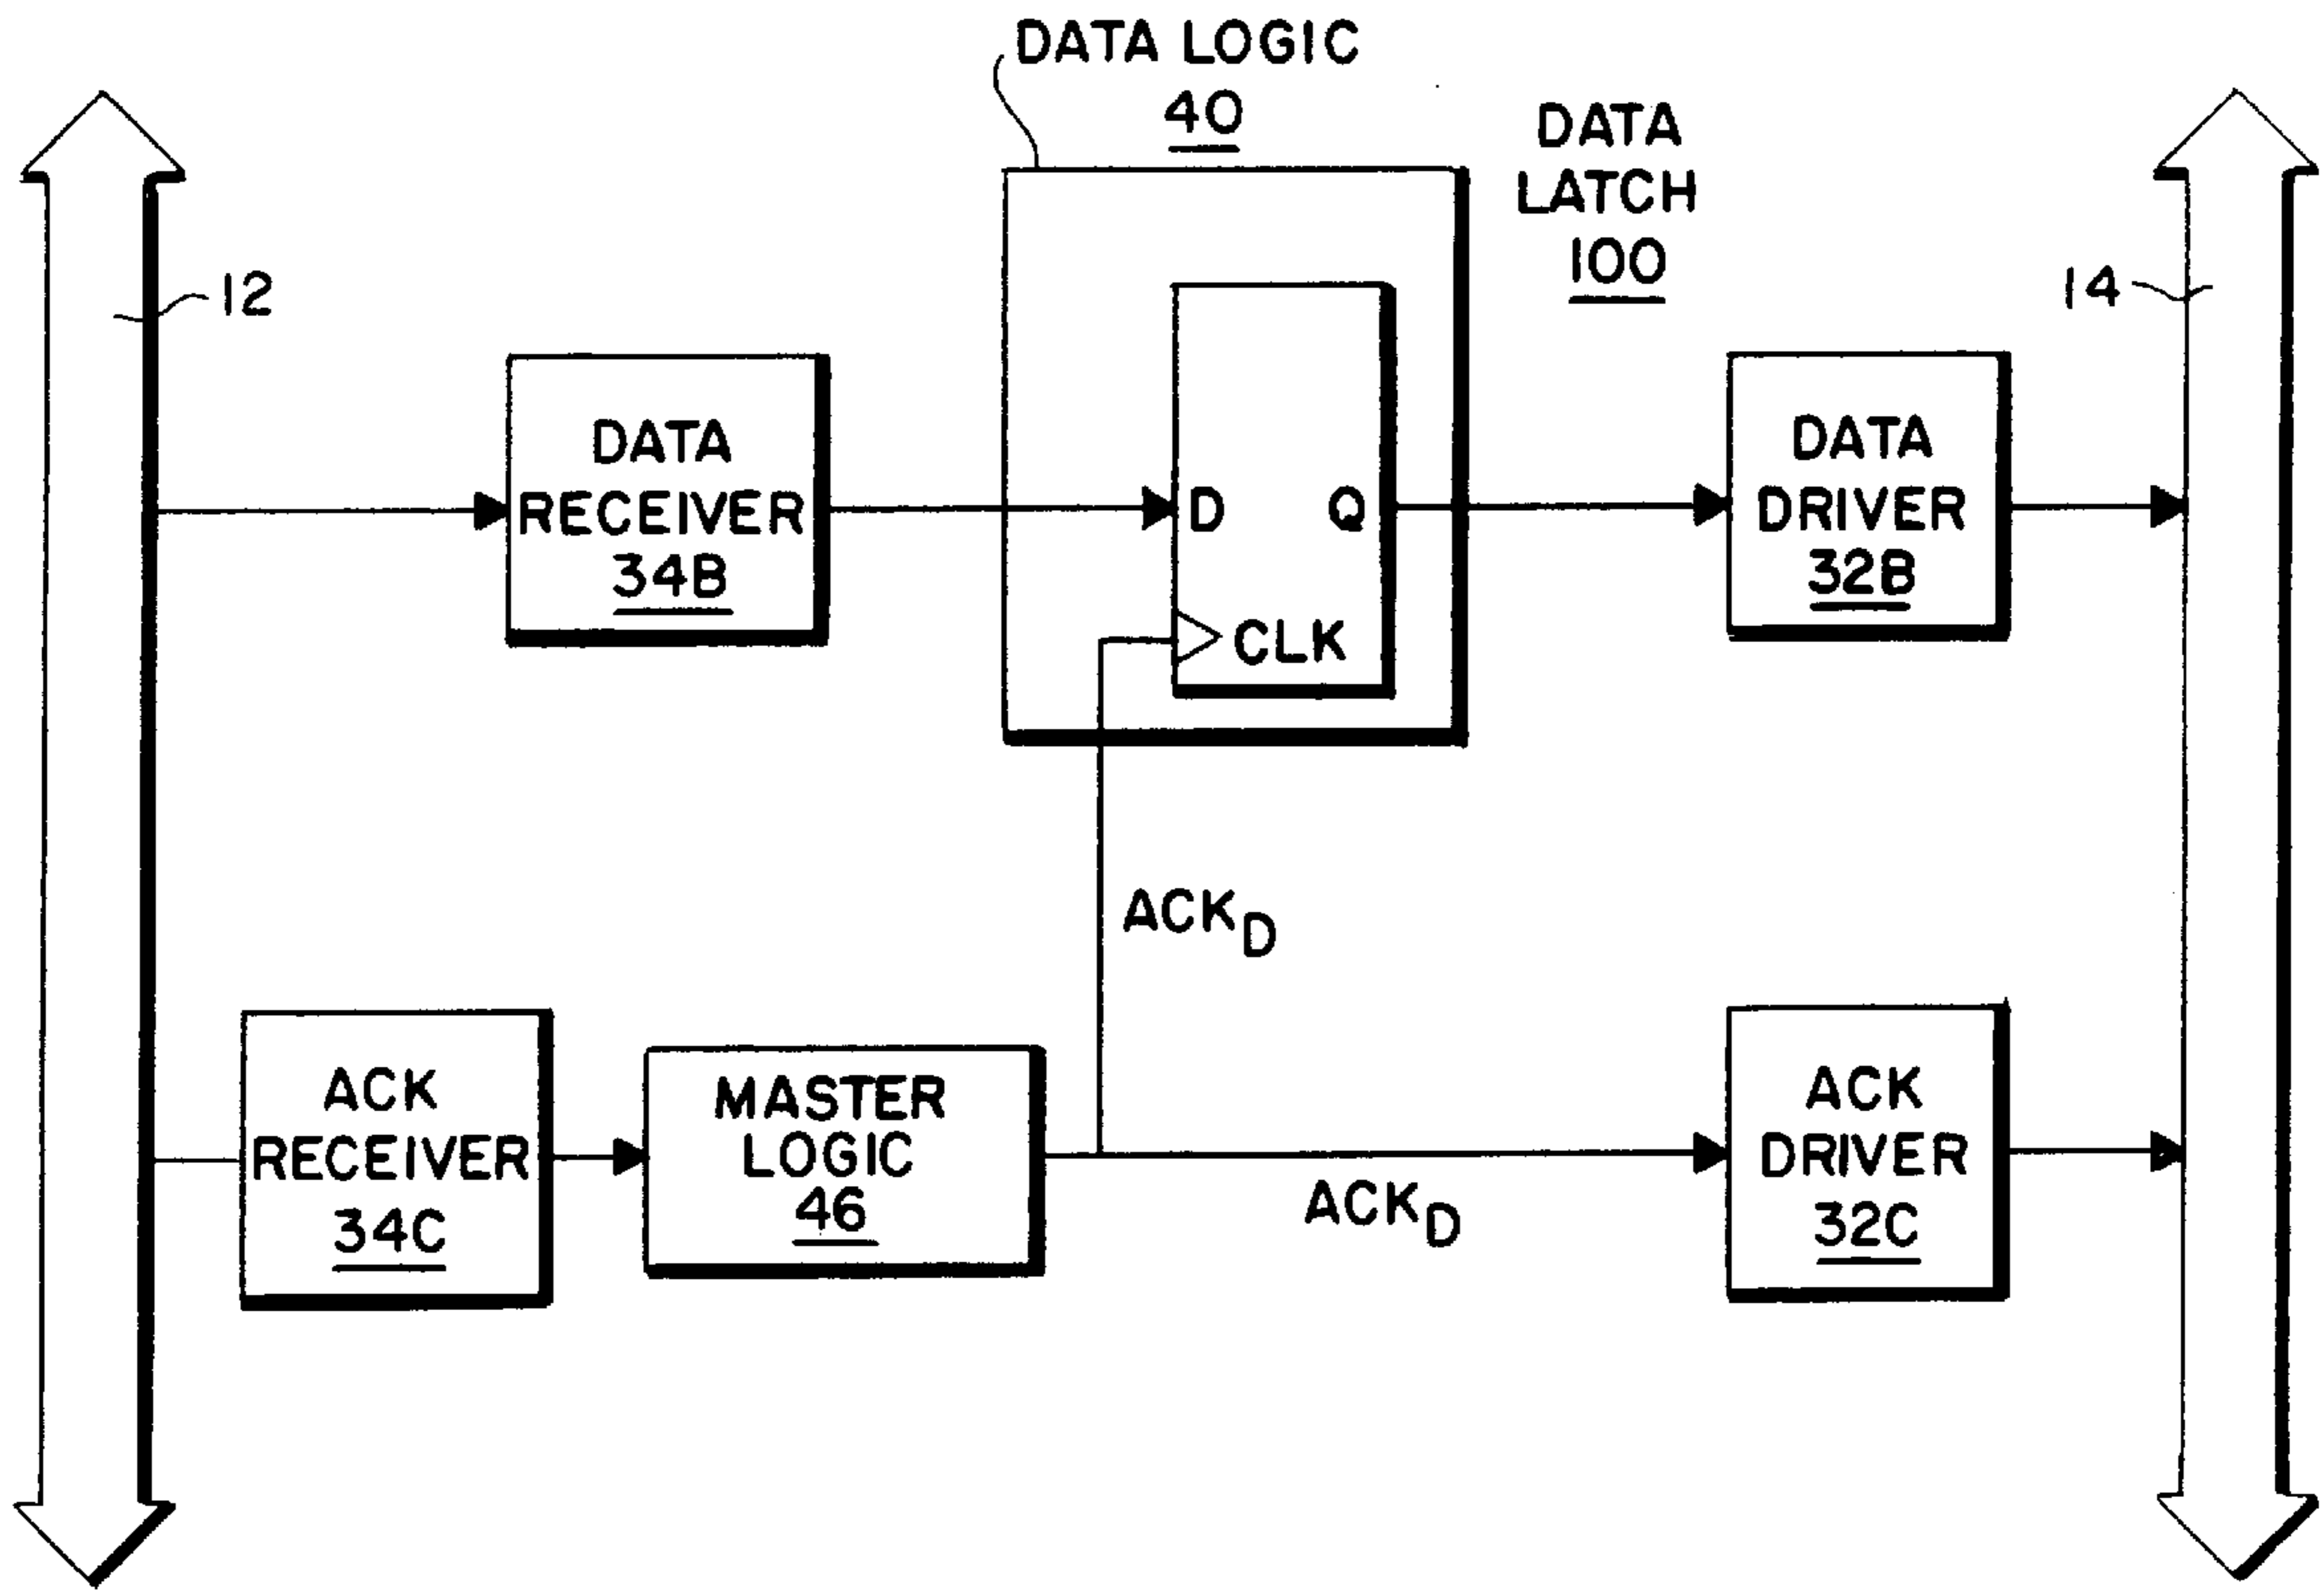 DATA LOGIC
40
DATA
LATCH
100
12
14
DATA
RECEIVER
34B
D
Q
CLK
DATA
DRIVER
32B
ACKD
ACK
RECEIVER
34C
MASTER
LOGIC
46
ACKD
ACK
DRIVER
32C